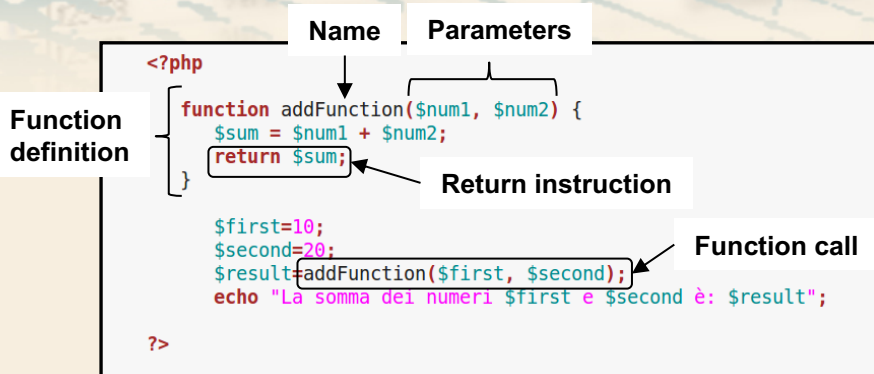 Name Parameters
<?php
Function definition
function addFunction($num1, $num2) {
$sum = $num1 + $num2;
return $sum;
}
Return instruction
$first=10;
$second=20;
Function call
$result=addFunction($first, $second);
echo "La somma dei numeri $first e $second è: $result";
?>